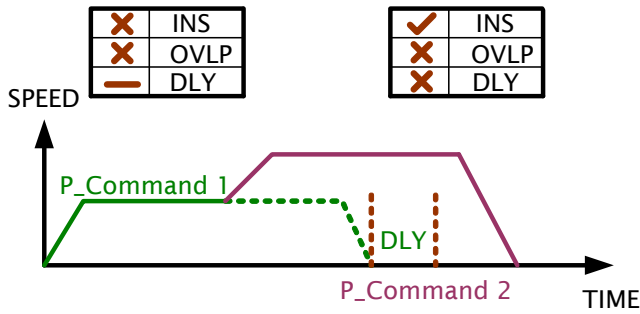 INS
OVLP
DLY
INS
OVLP
DLY
SPEED
P_Command 1
DLY
P_Command 2
TIME